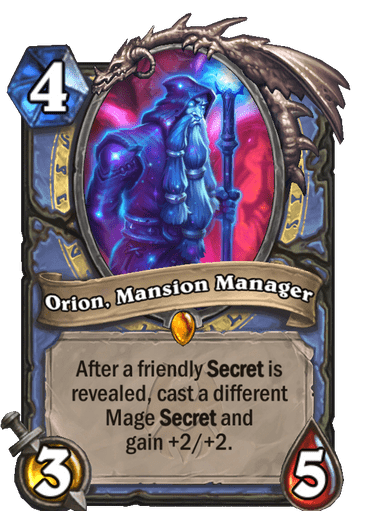 4
Orion, Mansion Manager
After a friendly Secret is
revealed, cast a different
Mage Secret and
gain +2/+2.
3
5